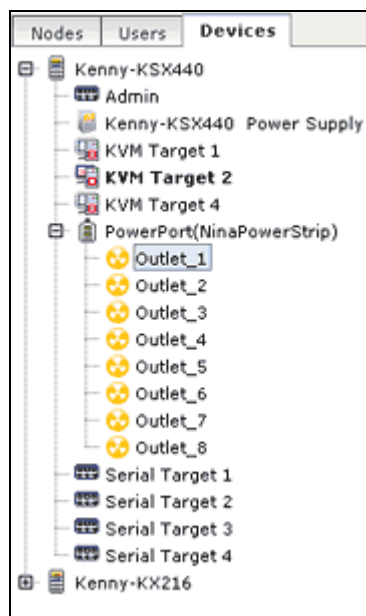 Nodes Users Devices
Kenny-KSX440
Admin
Kenny-KSX440 Power Supply
KVM Target 1
KVM Target 2
KVM Target 4
PowerPort(NinaPowerStrip)
Outlet_1
Outlet_2
Outlet_3
Outlet_4
Outlet_5
Outlet_6
Outlet_7
Outlet_8
Serial Target 1
Serial Target 2
Serial Target 3
Serial Target 4
Kenny-KX216